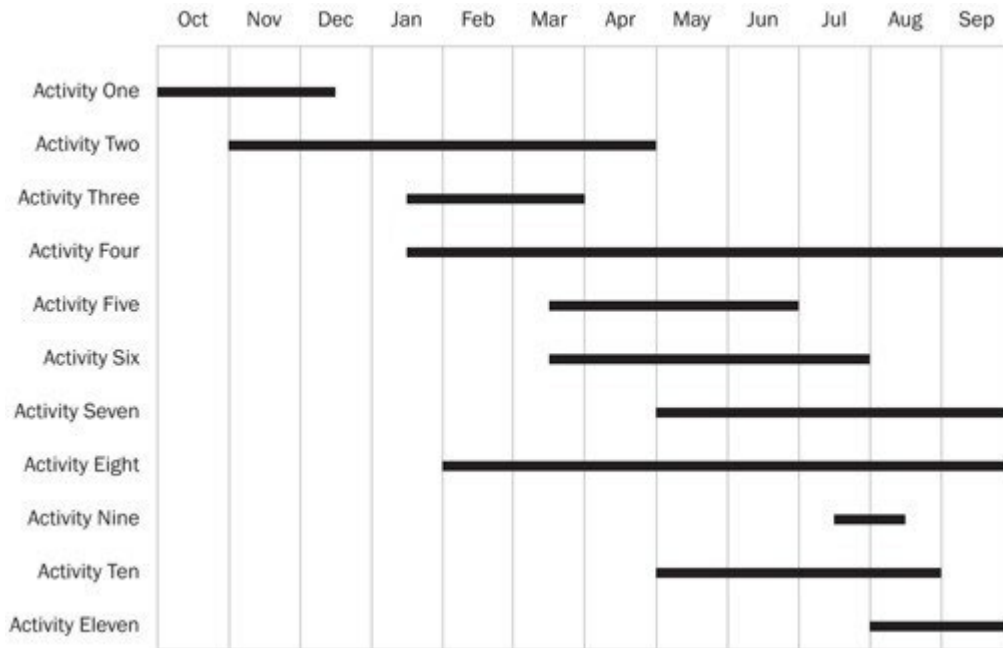 Oct Nov Dec Jan Feb Mar Apr May Jun Jul Aug Sep
Activity One
Activity Two
Activity Three
Activity Four
Activity Five
Activity Six
Activity Seven
Activity Eight
Activity Nine
Activity Ten
Activity Eleven